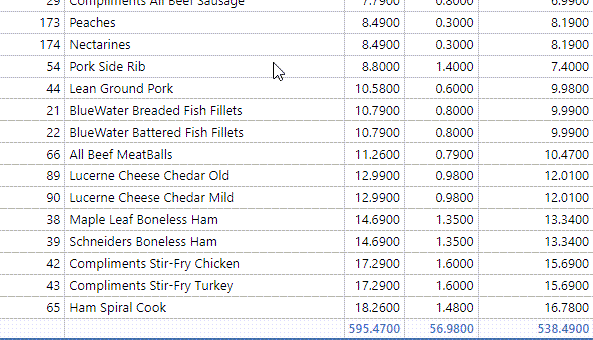 29 Compliments All Beef Sausage 7.7900 0.8000 6.9900
173 Peaches 8.4900 0.3000 8.1900
174 Nectarines 8.4900 0.3000 8.1900
54 Pork Side Rib 8.8000 1.4000 7.4000
44 Lean Ground Pork 10.5800 0.6000 9.9800
21 BlueWater Breaded Fish Fillets 10.7900 0.8000 9.9900
22 BlueWater Battered Fish Fillets 10.7900 0.8000 9.9900
66 All Beef MeatBalls 11.2600 0.7900 10.4700
89 Lucerne Cheese Chedar Old 12.9900 0.9800 12.0100
90 Lucerne Cheese Chedar Mild 12.9900 0.9800 12.0100
38 Maple Leaf Boneless Ham 14.6900 1.3500 13.3400
39 Schneiders Boneless Ham 14.6900 1.3500 13.3400
42 Compliments Stir-Fry Chicken 17.2900 1.6000 15.6900
43 Compliments Stir-Fry Turkey 17.2900 1.6000 15.6900
65 Ham Spiral Cook 18.2600 1.4800 16.7800
595.4700 56.9800 538.4900